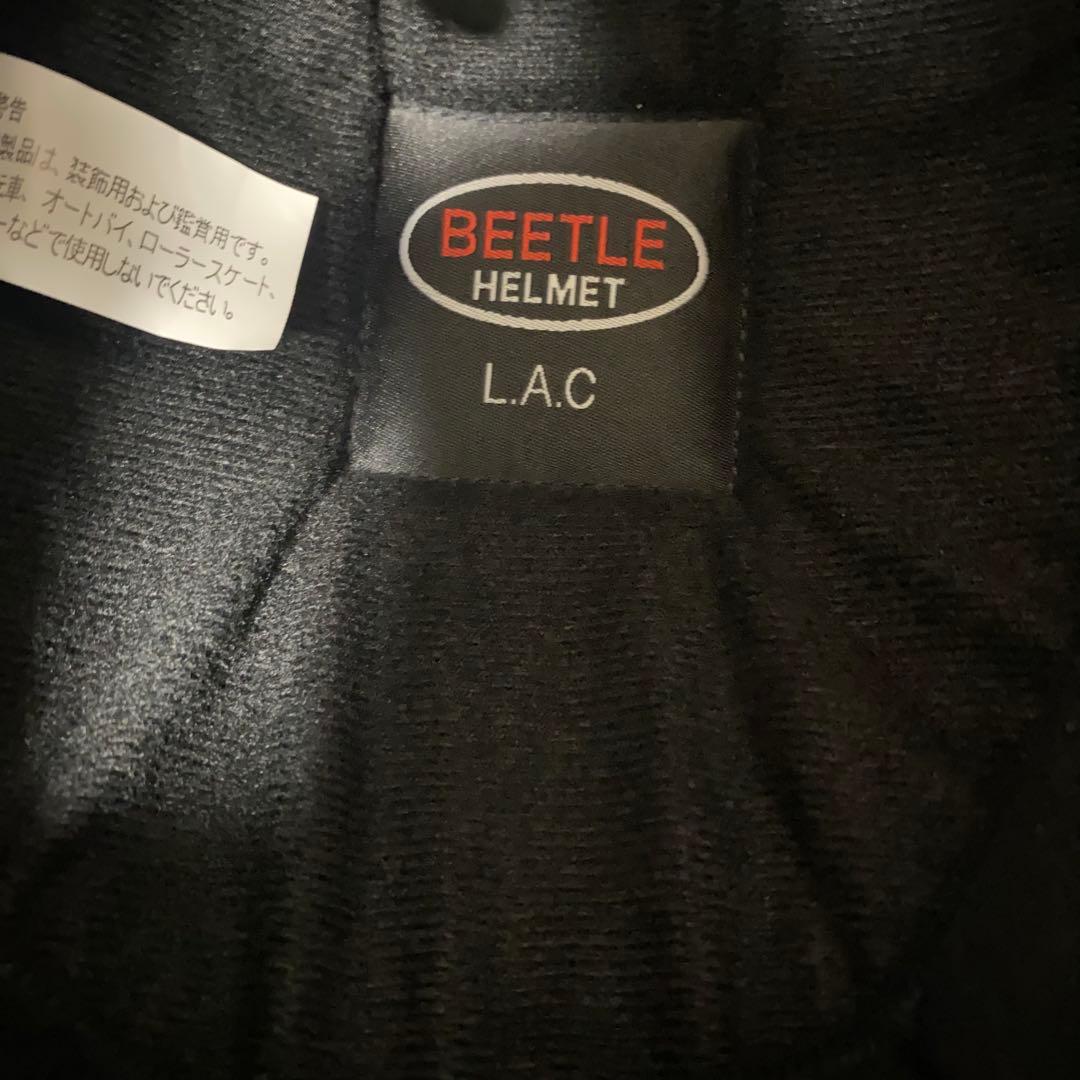 警告
製品は、装飾用および鑑賞用です。
転車、オートバイ、ローラースケート、
ーなどで使用しないでください。
BEETLE
HELMET
L.A.C